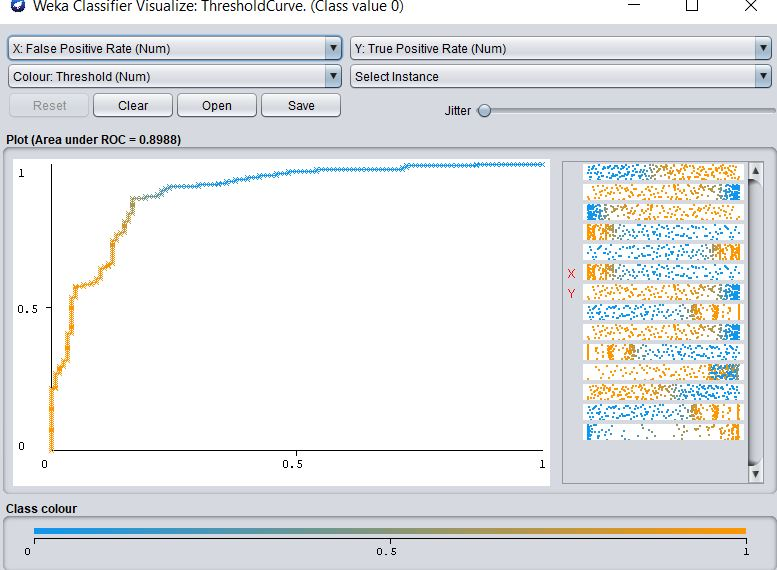 Weka Classifier Visualize: ThresholdCurve. (Class value 0)
X: False Positive Rate (Num) Y: True Positive Rate (Num)
Colour: Threshold (Num) Select Instance
Reset Clear Open Save Jitter
Plot (Area under ROC = 0.8988)
1
X
Y
0.5
0
0 0.5 1
Class colour
0 0.5 1